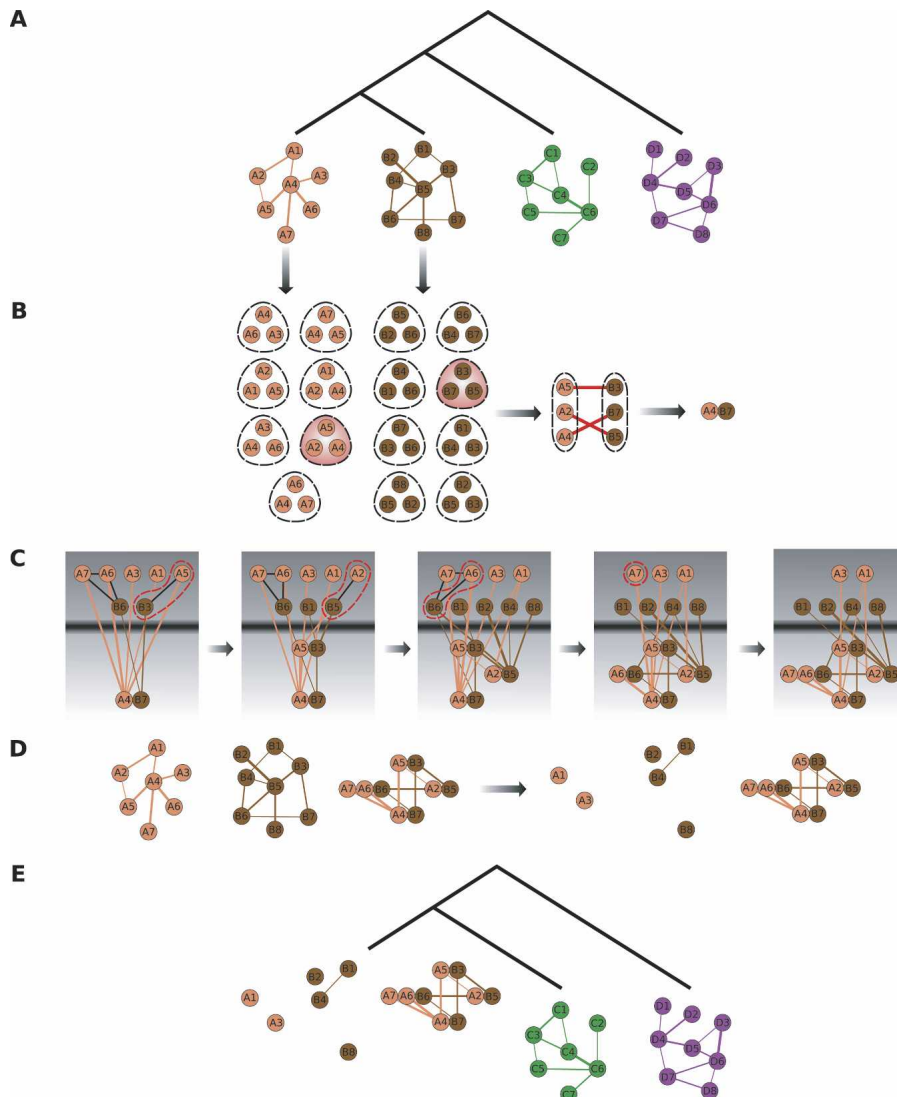 A
A1
A2 A3
A4
A5 A6
A7
B1
B2 B3
B4
B5
B6 B7
B8
C1
C2
C3
C4
C5 C6
C7
D1
D2
D3
D4
D5
D6
D7
D8
B
A4
A6 A3
A7
A4 A5
A2
A1 A5
A1
A2 A4
A3
A4 A6
A5
A2 A4
A6
A4 A7
B5
B2 B6
B6
B4 B7
B4
B1 B6
B3
B7 B5
B7
B3 B6
B1
B4 B3
B8
B5 B2
B2
B5 B3
A5 B3
A2 B7
A4 B5
A4 B7
C
A7 A6 A3 A1 A5
B6 B3
A4 B7
A7 A6 A3 A1 A2
B6 B1 B5
A5 B3
A4 B7
A7 A6 A3 A1
B6 B1 B2 B4 B8
A5 B3
A2 B5
A4 B7
A7 A3 A1
B1 B2 B4 B8
A5 B3
A6 B6 A2 B5
A4 B7
A3 A1
B1 B2 B4 B8
A5 B3
A7 A6 B6 A2 B5
A4 B7
D
A1
A2 A3
A4
A5 A6
A7
B1
B2 B3
B4
B5
B6 B7
B8
A5 B3
A7 A6 B6 A2 B5
A4 B7
A1
A3
B1
B2
B4
B8
A5 B3
A7 A6 B6 A2 B5
A4 B7
E
A1
A3
B1
B2
B4
B8
A5 B3
A7 A6 B6 A2 B5
A4 B7
C1
C2
C3
C4
C5 C6
C7
D1
D2
D3
D4
D5
D6
D7
D8